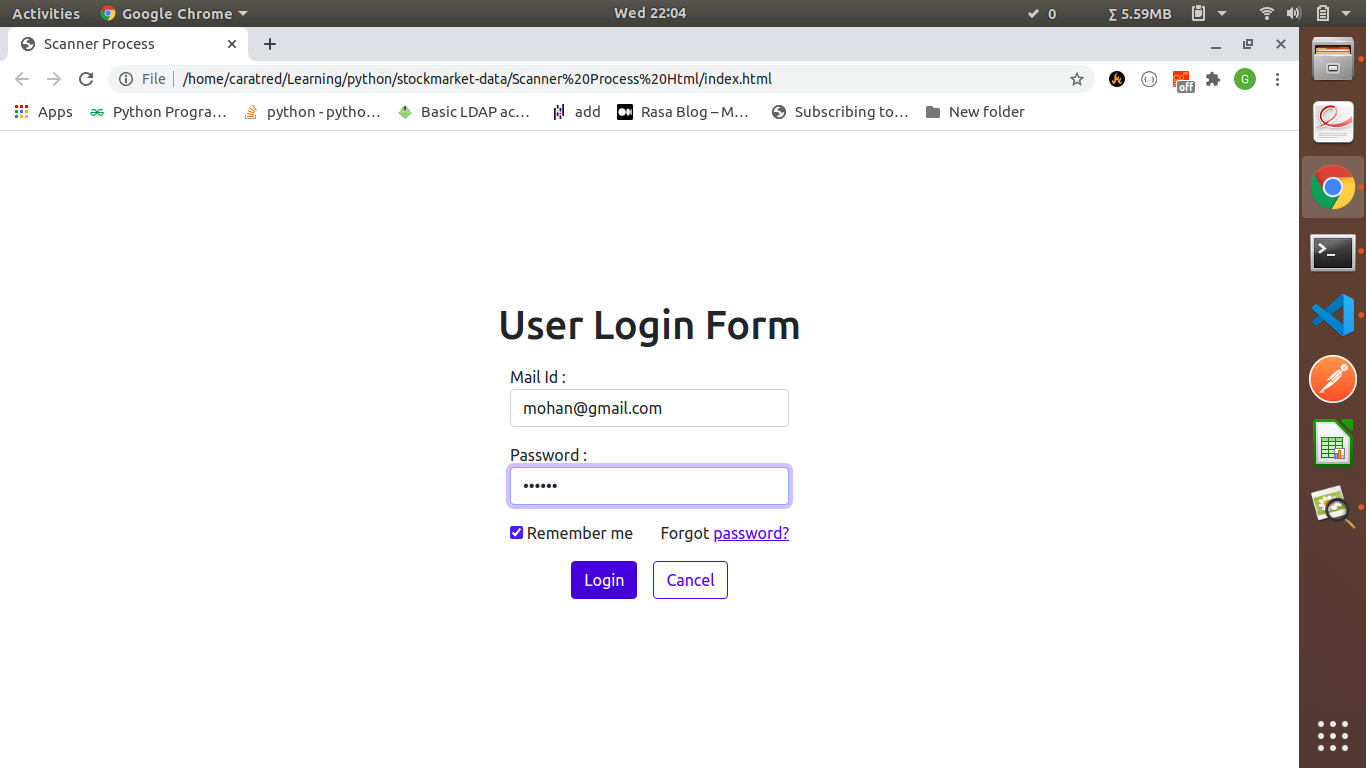 Activities Google Chrome Wed 22:04 0 ∑ 5.59MB
Scanner Process
File /home/caratred/Learning/python/stockmarket-data/Scanner%20Process%20Html/index.html G off
Apps Python Progra… python - pytho… Basic LDAP ac… add Rasa Blog – M… Subscribing to… New folder
User Login Form
Mail Id :
mohan@gmail.com
Password :
••••••
Remember me Forgot password?
Login Cancel